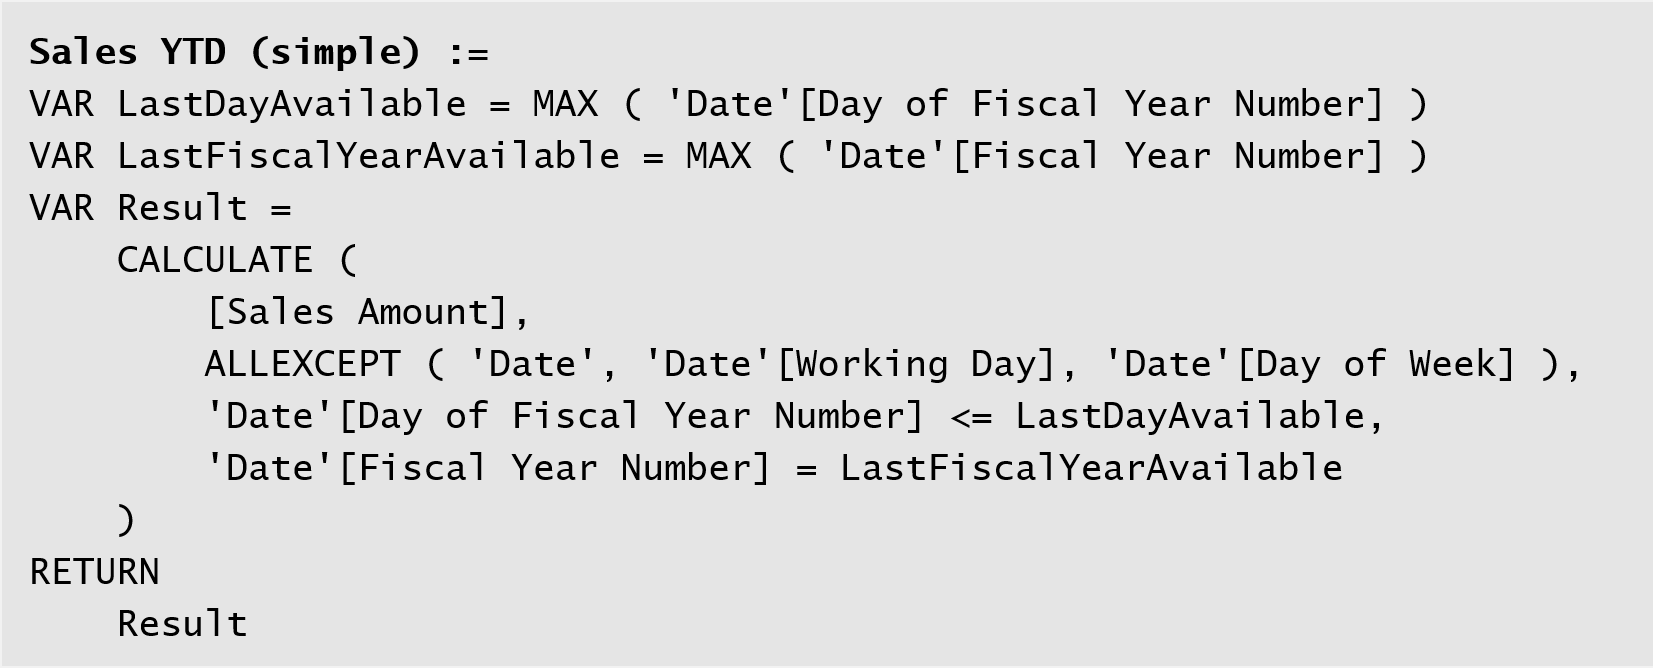 Sales YTD (simple) :=
VAR LastDayAvailable = MAX ( 'Date'[Day of Fiscal Year Number] )
VAR LastFiscalYearAvailable = MAX ( 'Date'[Fiscal Year Number] )
VAR Result =
    CALCULATE (
        [Sales Amount],
        ALLEXCEPT ( 'Date', 'Date'[Working Day], 'Date'[Day of Week] ),
        'Date'[Day of Fiscal Year Number] <= LastDayAvailable,
        'Date'[Fiscal Year Number] = LastFiscalYearAvailable
    )
RETURN
    Result